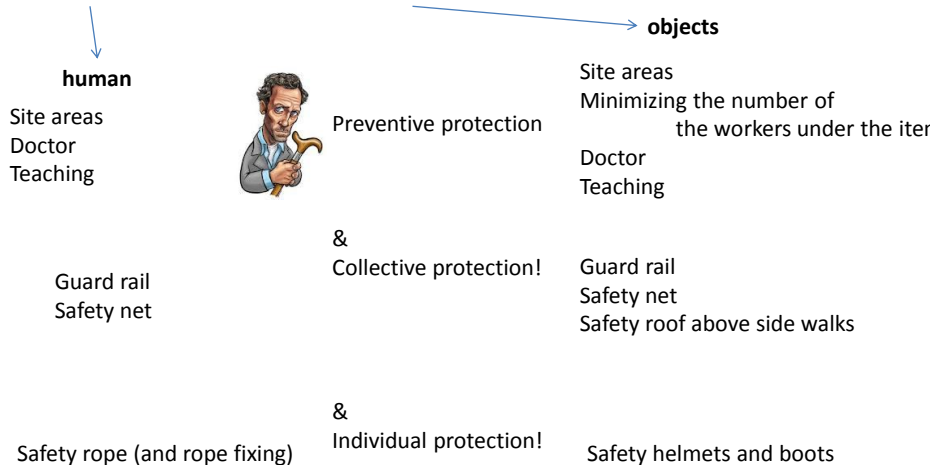 objects
human
Site areas
Doctor
Teaching
Preventive protection
Site areas
Minimizing the number of
the workers under the
Doctor
Teaching
&
Collective protection!
Guard rail
Safety net
Guard rail
Safety net
Safety roof above side walks
&
Individual protection!
Safety rope (and rope fixing)
Safety helmets and boots